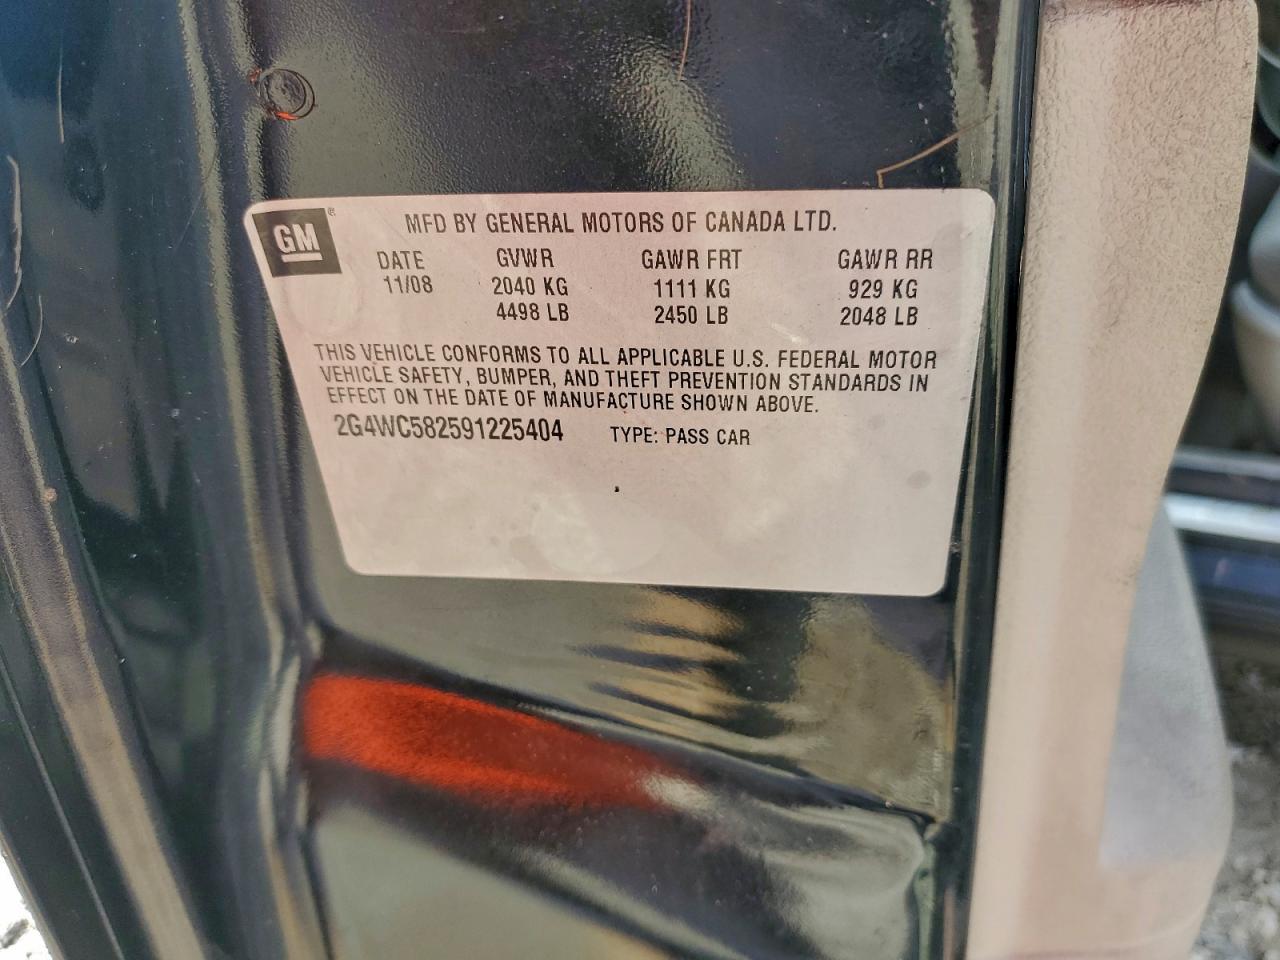 GM®
MFD BY GENERAL MOTORS OF CANADA LTD.
DATE GVWR GAWR FRT GAWR RR
11/08 2040 KG 1111 KG 929 KG
4498 LB 2450 LB 2048 LB
THIS VEHICLE CONFORMS TO ALL APPLICABLE U.S. FEDERAL MOTOR
VEHICLE SAFETY, BUMPER, AND THEFT PREVENTION STANDARDS IN
EFFECT ON THE DATE OF MANUFACTURE SHOWN ABOVE.
2G4WC582591225404 TYPE: PASS CAR